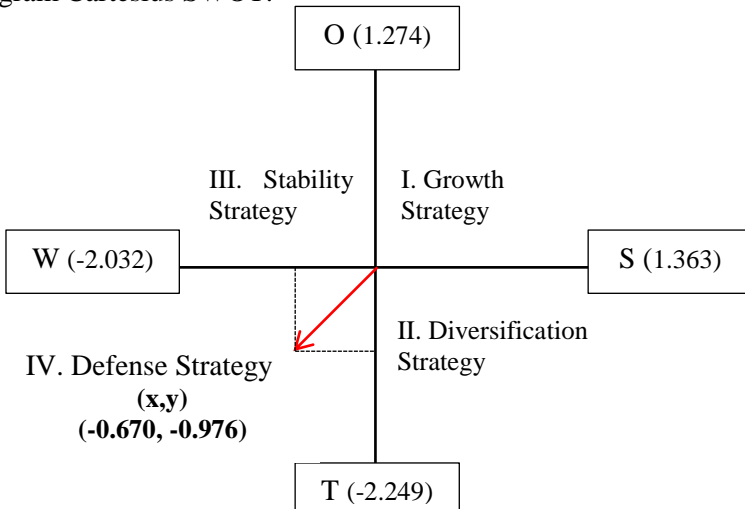 gram Cartesius SWOT.
O (1.274)
III. Stability
Strategy
I. Growth
Strategy
W (-2.032)
S (1.363)
II. Diversification
Strategy
IV. Defense Strategy
(x,y)
(-0.670, -0.976)
T (-2.249)